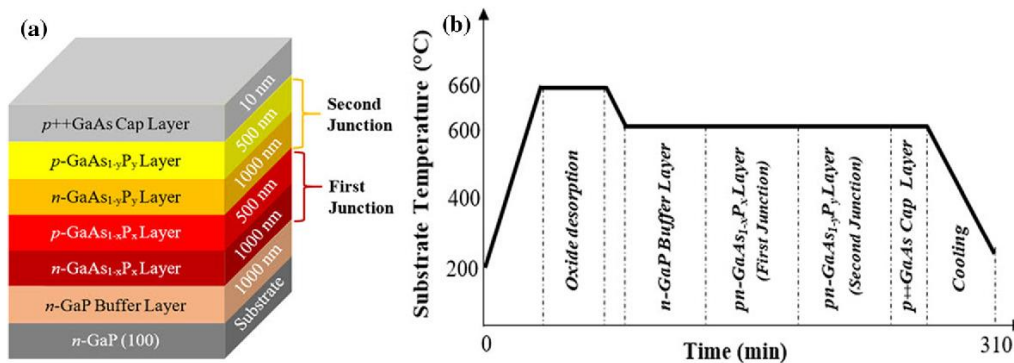 (a)
10 nm
p++GaAs Cap Layer
500 nm
p-GaAs₁₋yPy Layer
1000 nm
n-GaAs₁₋yPy Layer
500 nm
p-GaAs₁₋ₓPₓ Layer
1000 nm
n-GaAs₁₋ₓPₓ Layer
1000 nm
n-GaP Buffer Layer
Substrate
n-GaP (100)
Second
Junction
First
Junction
(b)
Substrate Temperature (°C)
660
600
400
200
Oxide desorption
n-GaP Buffer Layer
pn-GaAs₁₋ₓPₓ Layer
(First Junction)
pn-GaAs₁₋yPy Layer
(Second Junction)
p++GaAs Cap Layer
Cooling
0
Time (min)
310